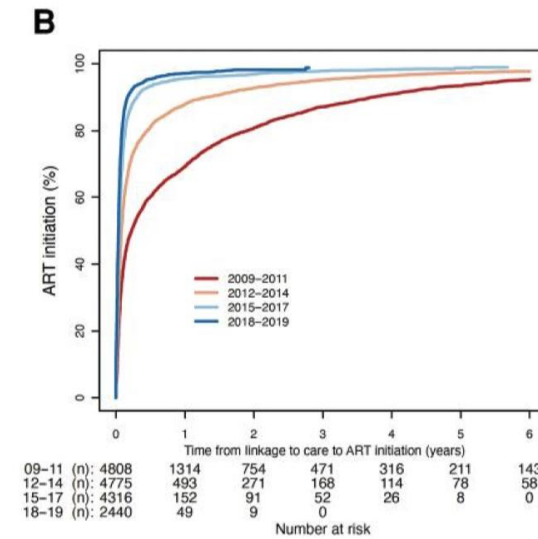 B
ART initiation (%)
100
80
60
40
20
0
2009–2011
2012–2014
2015–2017
2018–2019
0 1 2 3 4 5 6
Time from linkage to care to ART initiation (years)
09–11 (n): 4808 1314 754 471 316 211 143
12–14 (n): 4775 493 271 168 114 78 58
15–17 (n): 4316 152 91 52 26 8 0
18–19 (n): 2440 49 9 0
Number at risk